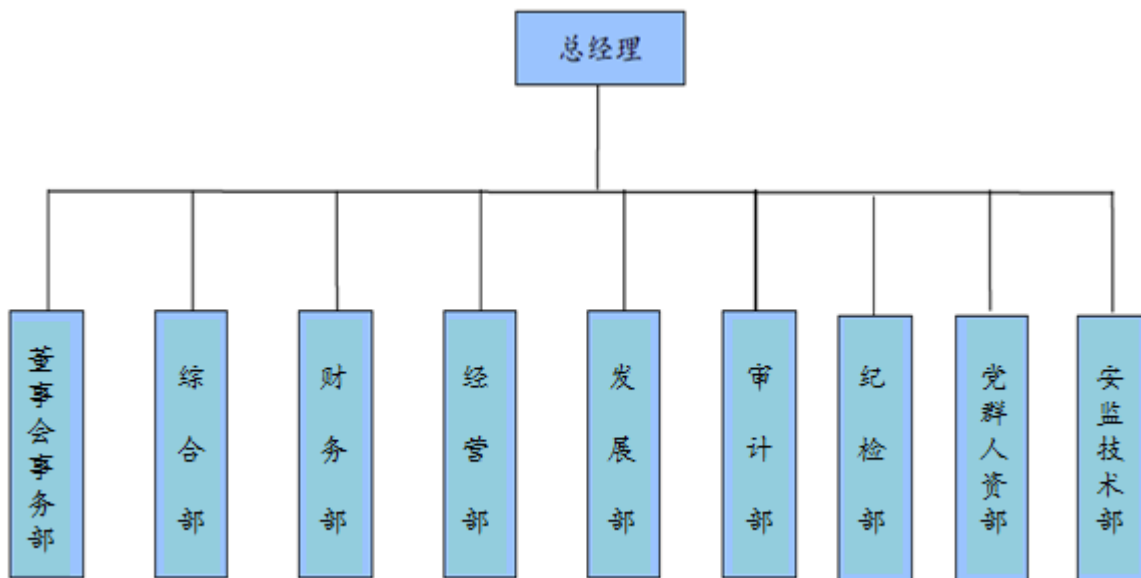 总经理
董事会事务部
综合部
财务部
经营部
发展部
审计部
纪检部
党群人资部
安监技术部